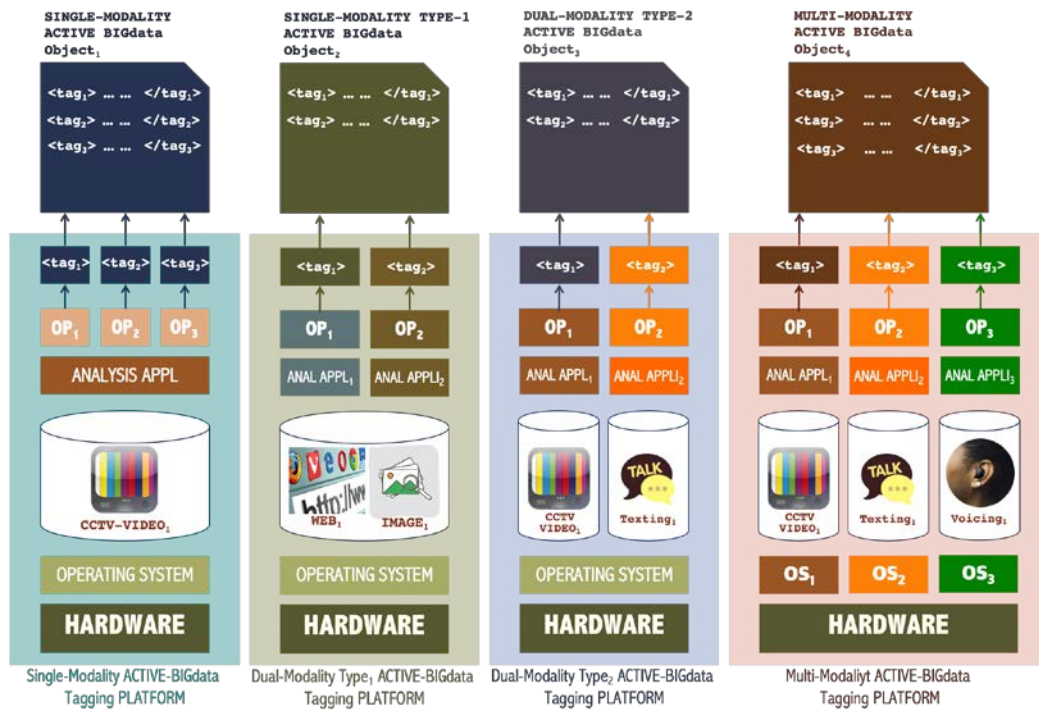 SINGLE-MODALITY
ACTIVE BIGdata
Object₁
<tag₁> … … </tag₁>
<tag₂> … … </tag₂>
<tag₃> … … </tag₃>
<tag₁> <tag₂> <tag₃>
OP₁ OP₂ OP₃
ANALYSIS APPL
CCTV-VIDEO₁
OPERATING SYSTEM
HARDWARE
Single-Modality ACTIVE-BIGdata
Tagging PLATFORM
SINGLE-MODALITY TYPE-1
ACTIVE BIGdata
Object₂
<tag₁> … … </tag₁>
<tag₂> … … </tag₂>
<tag₁> <tag₂>
OP₁ OP₂
ANAL APPL₁ ANAL APPLI₂
veoc
http://w
WEB₁ IMAGE₁
OPERATING SYSTEM
HARDWARE
Dual-Modality Type₁ ACTIVE-BIGdata
Tagging PLATFORM
DUAL-MODALITY TYPE-2
ACTIVE BIGdata
Object₃
<tag₁> … … </tag₁>
<tag₂> … … </tag₂>
<tag₁> <tag₂>
OP₁ OP₂
ANAL APPL₁ ANAL APPLI₂
TALK
CCTV
VIDEO₁ Texting₁
OPERATING SYSTEM
HARDWARE
Dual-Modality Type₂ ACTIVE-BIGdata
Tagging PLATFORM
MULTI-MODALITY
ACTIVE BIGdata
Object₄
<tag₁> … … </tag₁>
<tag₂> … … </tag₂>
<tag₃> … … </tag₃>
<tag₁> <tag₂> <tag₃>
OP₁ OP₂ OP₃
ANAL APPL₁ ANAL APPLI₂ ANAL APPLI₃
TALK
CCTV
VIDEO₁ Texting₁ Voicing₁
OS₁ OS₂ OS₃
HARDWARE
Multi-Modaliyt ACTIVE-BIGdata
Tagging PLATFORM